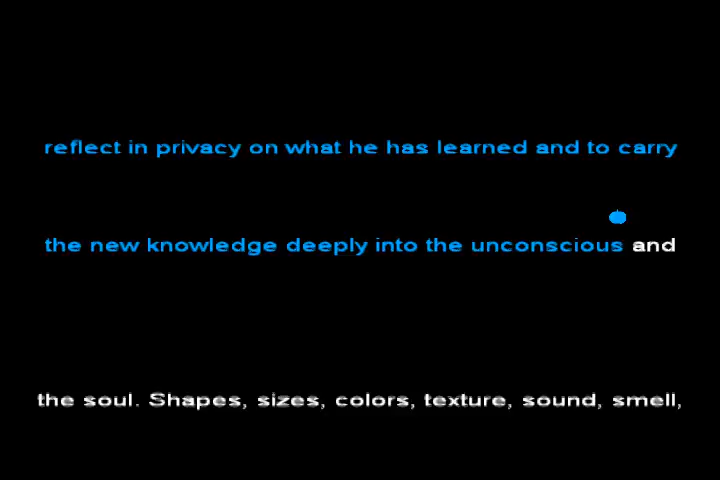 reflect in privacy on what he has learned and to carry
the new knowledge deeply into the unconscious and
the soul. Shapes, sizes, colors, texture, sound, smell,